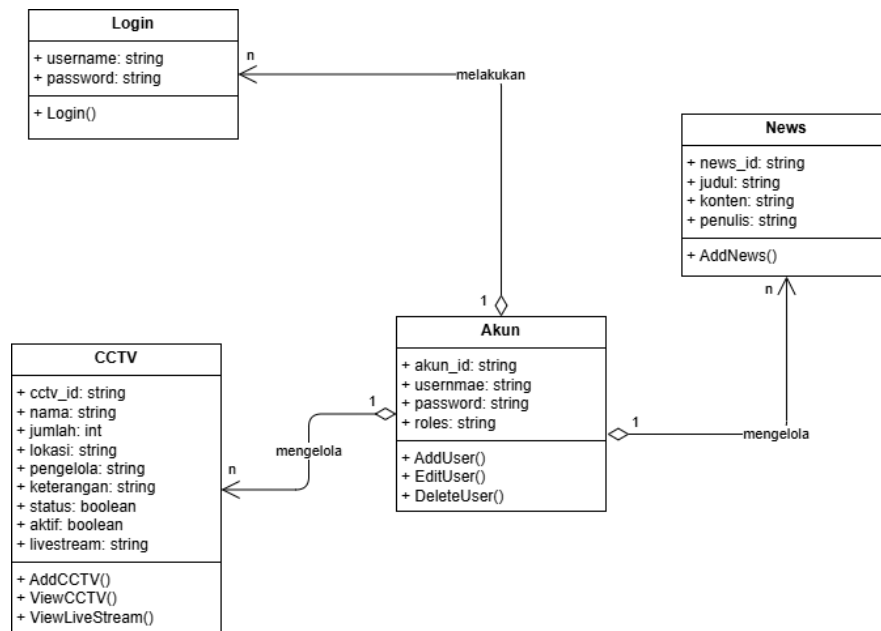 Login
+ username: string
+ password: string
+ Login()
n
melakukan
1
News
+ news_id: string
+ judul: string
+ konten: string
+ penulis: string
+ AddNews()
n
mengelola
1
Akun
+ akun_id: string
+ usernmae: string
+ password: string
+ roles: string
+ AddUser()
+ EditUser()
+ DeleteUser()
1
mengelola
n
CCTV
+ cctv_id: string
+ nama: string
+ jumlah: int
+ lokasi: string
+ pengelola: string
+ keterangan: string
+ status: boolean
+ aktif: boolean
+ livestream: string
+ AddCCTV()
+ ViewCCTV()
+ ViewLiveStream()